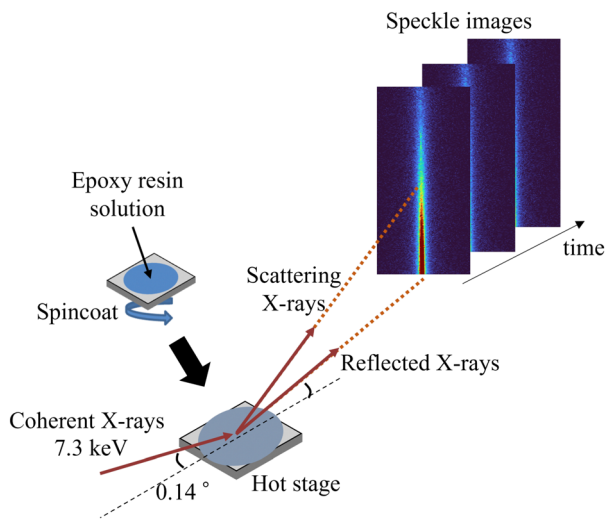 Speckle images
Epoxy resin
solution
Spincoat
Scattering
X-rays
time
Reflected X-rays
Coherent X-rays
7.3 keV
0.14 °
Hot stage